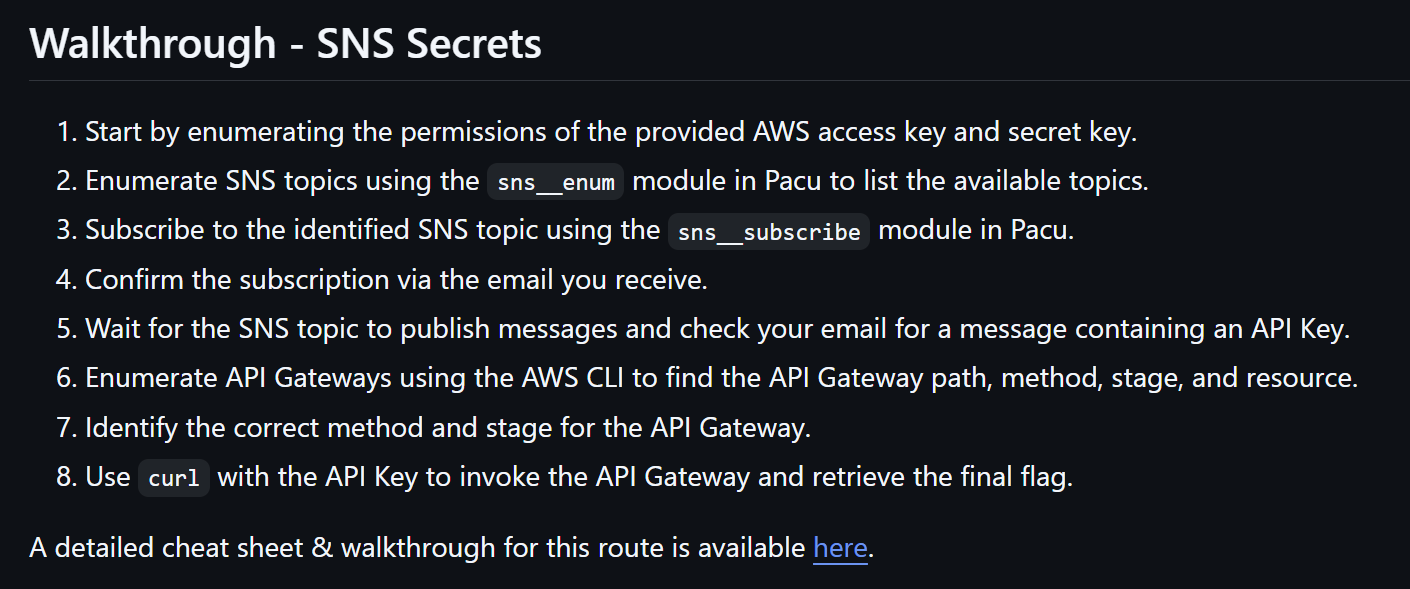 Walkthrough - SNS Secrets
1. Start by enumerating the permissions of the provided AWS access key and secret key.
2. Enumerate SNS topics using the sns__enum module in Pacu to list the available topics.
3. Subscribe to the identified SNS topic using the sns__subscribe module in Pacu.
4. Confirm the subscription via the email you receive.
5. Wait for the SNS topic to publish messages and check your email for a message containing an API Key.
6. Enumerate API Gateways using the AWS CLI to find the API Gateway path, method, stage, and resource.
7. Identify the correct method and stage for the API Gateway.
8. Use curl with the API Key to invoke the API Gateway and retrieve the final flag.
A detailed cheat sheet & walkthrough for this route is available here.